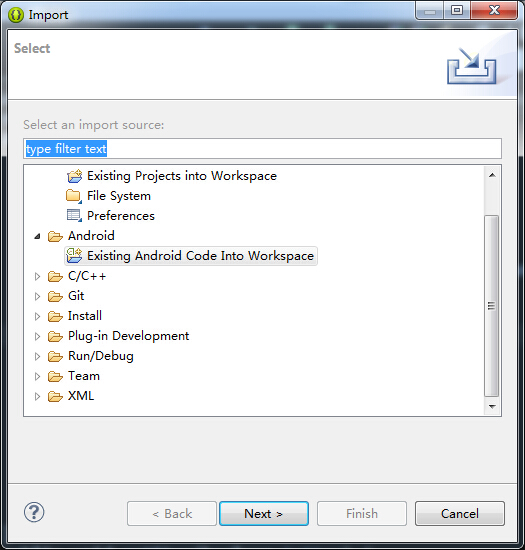 Import
Select
Select an import source:
type filter text
Existing Projects into Workspace
File System
Preferences
Android
Existing Android Code Into Workspace
C/C++
Git
Install
Plug-in Development
Run/Debug
Team
XML
?
< Back
Next >
Finish
Cancel